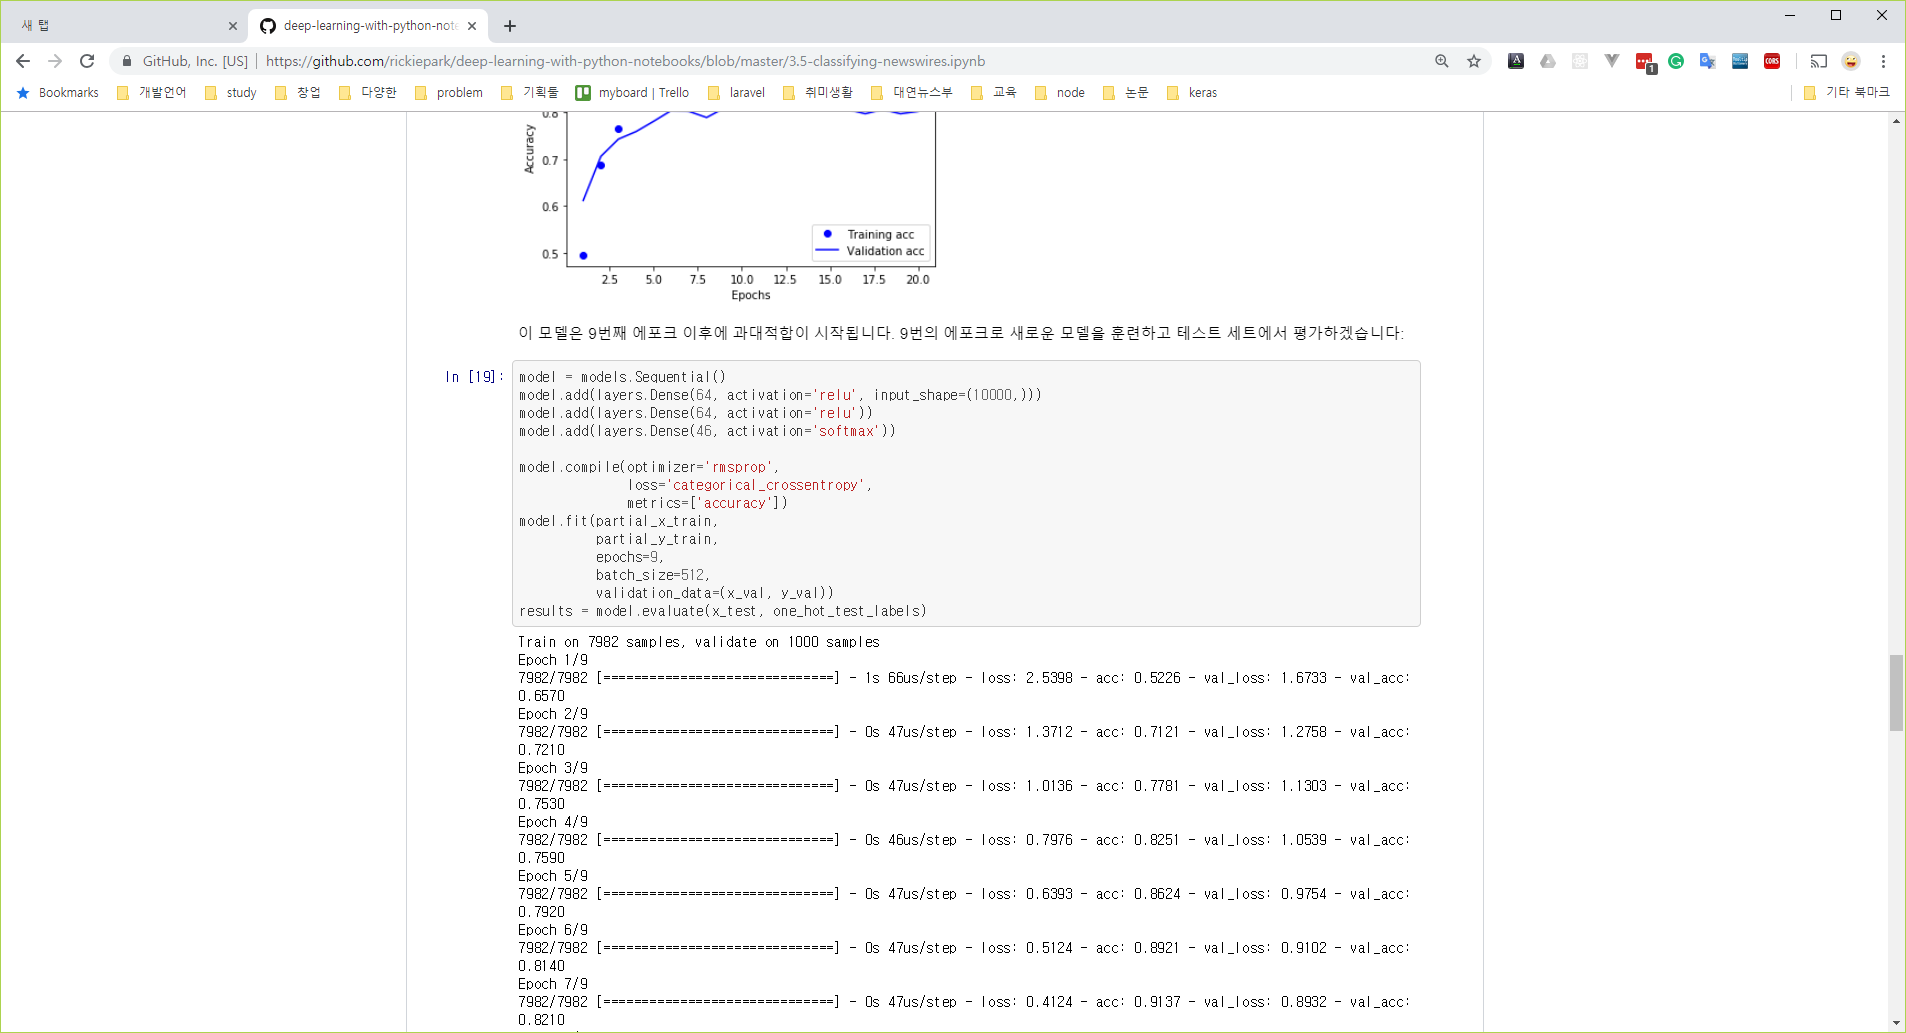 새 탭
deep-learning-with-python-note
GitHub, Inc. [US] | https://github.com/rickiepark/deep-learning-with-python-notebooks/blob/master/3.5-classifying-newswires.ipynb
Bookmarks 개발언어 study 창업 다양한 problem 기획툴 myboard | Trello laravel 취미생활 대연뉴스부 교육 node 논문 keras 기타 북마크
0.8
0.7
0.6
0.5
Accuracy
Training acc
Validation acc
2.5 5.0 7.5 10.0 12.5 15.0 17.5 20.0
Epochs
이 모델은 9번째 에포크 이후에 과대적합이 시작됩니다. 9번의 에포크로 새로운 모델을 훈련하고 테스트 세트에서 평가하겠습니다:
In [19]:
model = models.Sequential()
model.add(layers.Dense(64, activation='relu', input_shape=(10000,)))
model.add(layers.Dense(64, activation='relu'))
model.add(layers.Dense(46, activation='softmax'))
model.compile(optimizer='rmsprop',
loss='categorical_crossentropy',
metrics=['accuracy'])
model.fit(partial_x_train,
partial_y_train,
epochs=9,
batch_size=512,
validation_data=(x_val, y_val))
results = model.evaluate(x_test, one_hot_test_labels)
Train on 7982 samples, validate on 1000 samples
Epoch 1/9
7982/7982 [==============================] - 1s 66us/step - loss: 2.5398 - acc: 0.5226 - val_loss: 1.6733 - val_acc:
0.6570
Epoch 2/9
7982/7982 [==============================] - 0s 47us/step - loss: 1.3712 - acc: 0.7121 - val_loss: 1.2758 - val_acc:
0.7210
Epoch 3/9
7982/7982 [==============================] - 0s 47us/step - loss: 1.0136 - acc: 0.7781 - val_loss: 1.1303 - val_acc:
0.7530
Epoch 4/9
7982/7982 [==============================] - 0s 46us/step - loss: 0.7976 - acc: 0.8251 - val_loss: 1.0539 - val_acc:
0.7590
Epoch 5/9
7982/7982 [==============================] - 0s 47us/step - loss: 0.6393 - acc: 0.8624 - val_loss: 0.9754 - val_acc:
0.7920
Epoch 6/9
7982/7982 [==============================] - 0s 47us/step - loss: 0.5124 - acc: 0.8921 - val_loss: 0.9102 - val_acc:
0.8140
Epoch 7/9
7982/7982 [==============================] - 0s 47us/step - loss: 0.4124 - acc: 0.9137 - val_loss: 0.8932 - val_acc:
0.8210